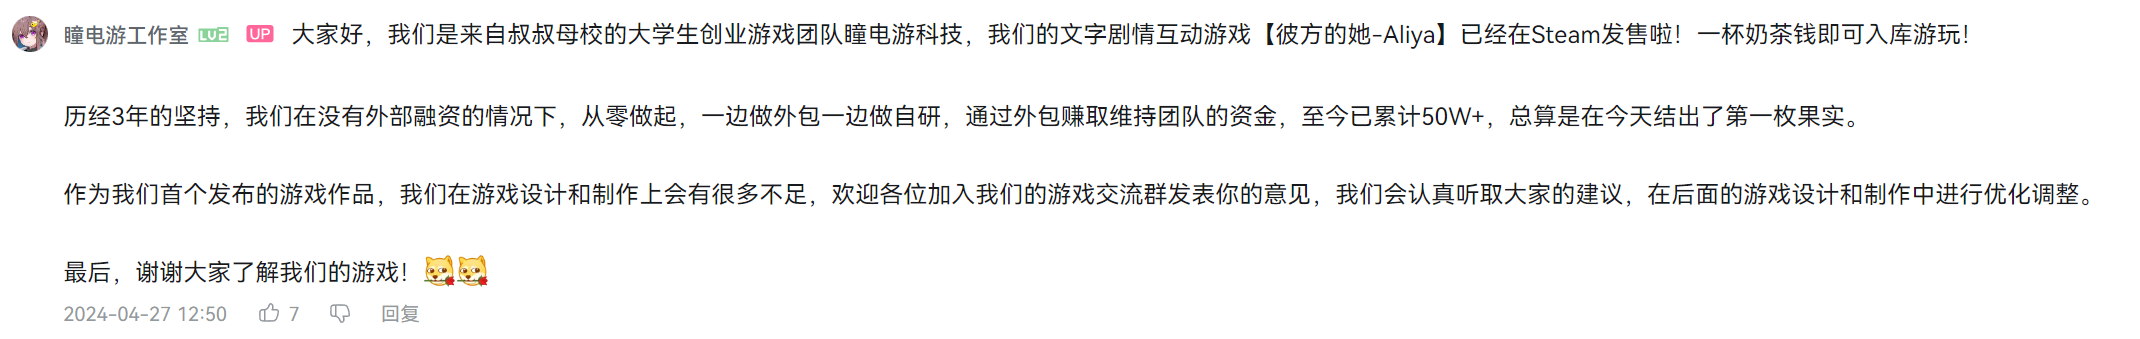 瞳电游工作室 LV2 UP 大家好，我们是来自叔叔母校的大学生创业游戏团队瞳电游科技，我们的文字剧情互动游戏【彼方的她-Aliya】已经在Steam发售啦！一杯奶茶钱即可入库游玩！
历经3年的坚持，我们在没有外部融资的情况下，从零做起，一边做外包一边做自研，通过外包赚取维持团队的资金，至今已累计50W+，总算是在今天结出了第一枚果实。
作为我们首个发布的游戏作品，我们在游戏设计和制作上会有很多不足，欢迎各位加入我们的游戏交流群发表你的意见，我们会认真听取大家的建议，在后面的游戏设计和制作中进行优化调整。
最后，谢谢大家了解我们的游戏！
2024-04-27 12:50 7 回复